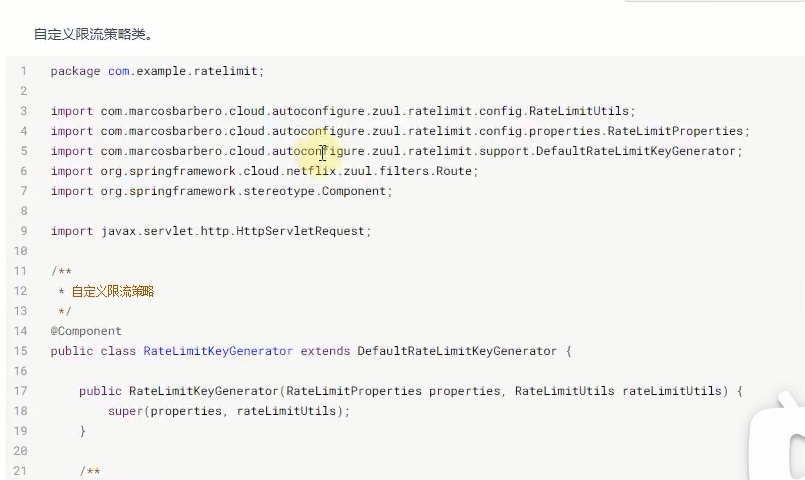 自定义限流策略类。
1 package com.example.ratelimit;
2
3 import com.marcosbarbero.cloud.autoconfigure.zuul.ratelimit.config.RateLimitUtils;
4 import com.marcosbarbero.cloud.autoconfigure.zuul.ratelimit.config.properties.RateLimitProperties;
5 import com.marcosbarbero.cloud.autoconfigure.zuul.ratelimit.support.DefaultRateLimitKeyGenerator;
6 import org.springframework.cloud.netflix.zuul.filters.Route;
7 import org.springframework.stereotype.Component;
8
9 import javax.servlet.http.HttpServletRequest;
10
11 /**
12 * 自定义限流策略
13 */
14 @Component
15 public class RateLimitKeyGenerator extends DefaultRateLimitKeyGenerator {
16
17 public RateLimitKeyGenerator(RateLimitProperties properties, RateLimitUtils rateLimitUtils) {
18 super(properties, rateLimitUtils);
19 }
20
21 /**